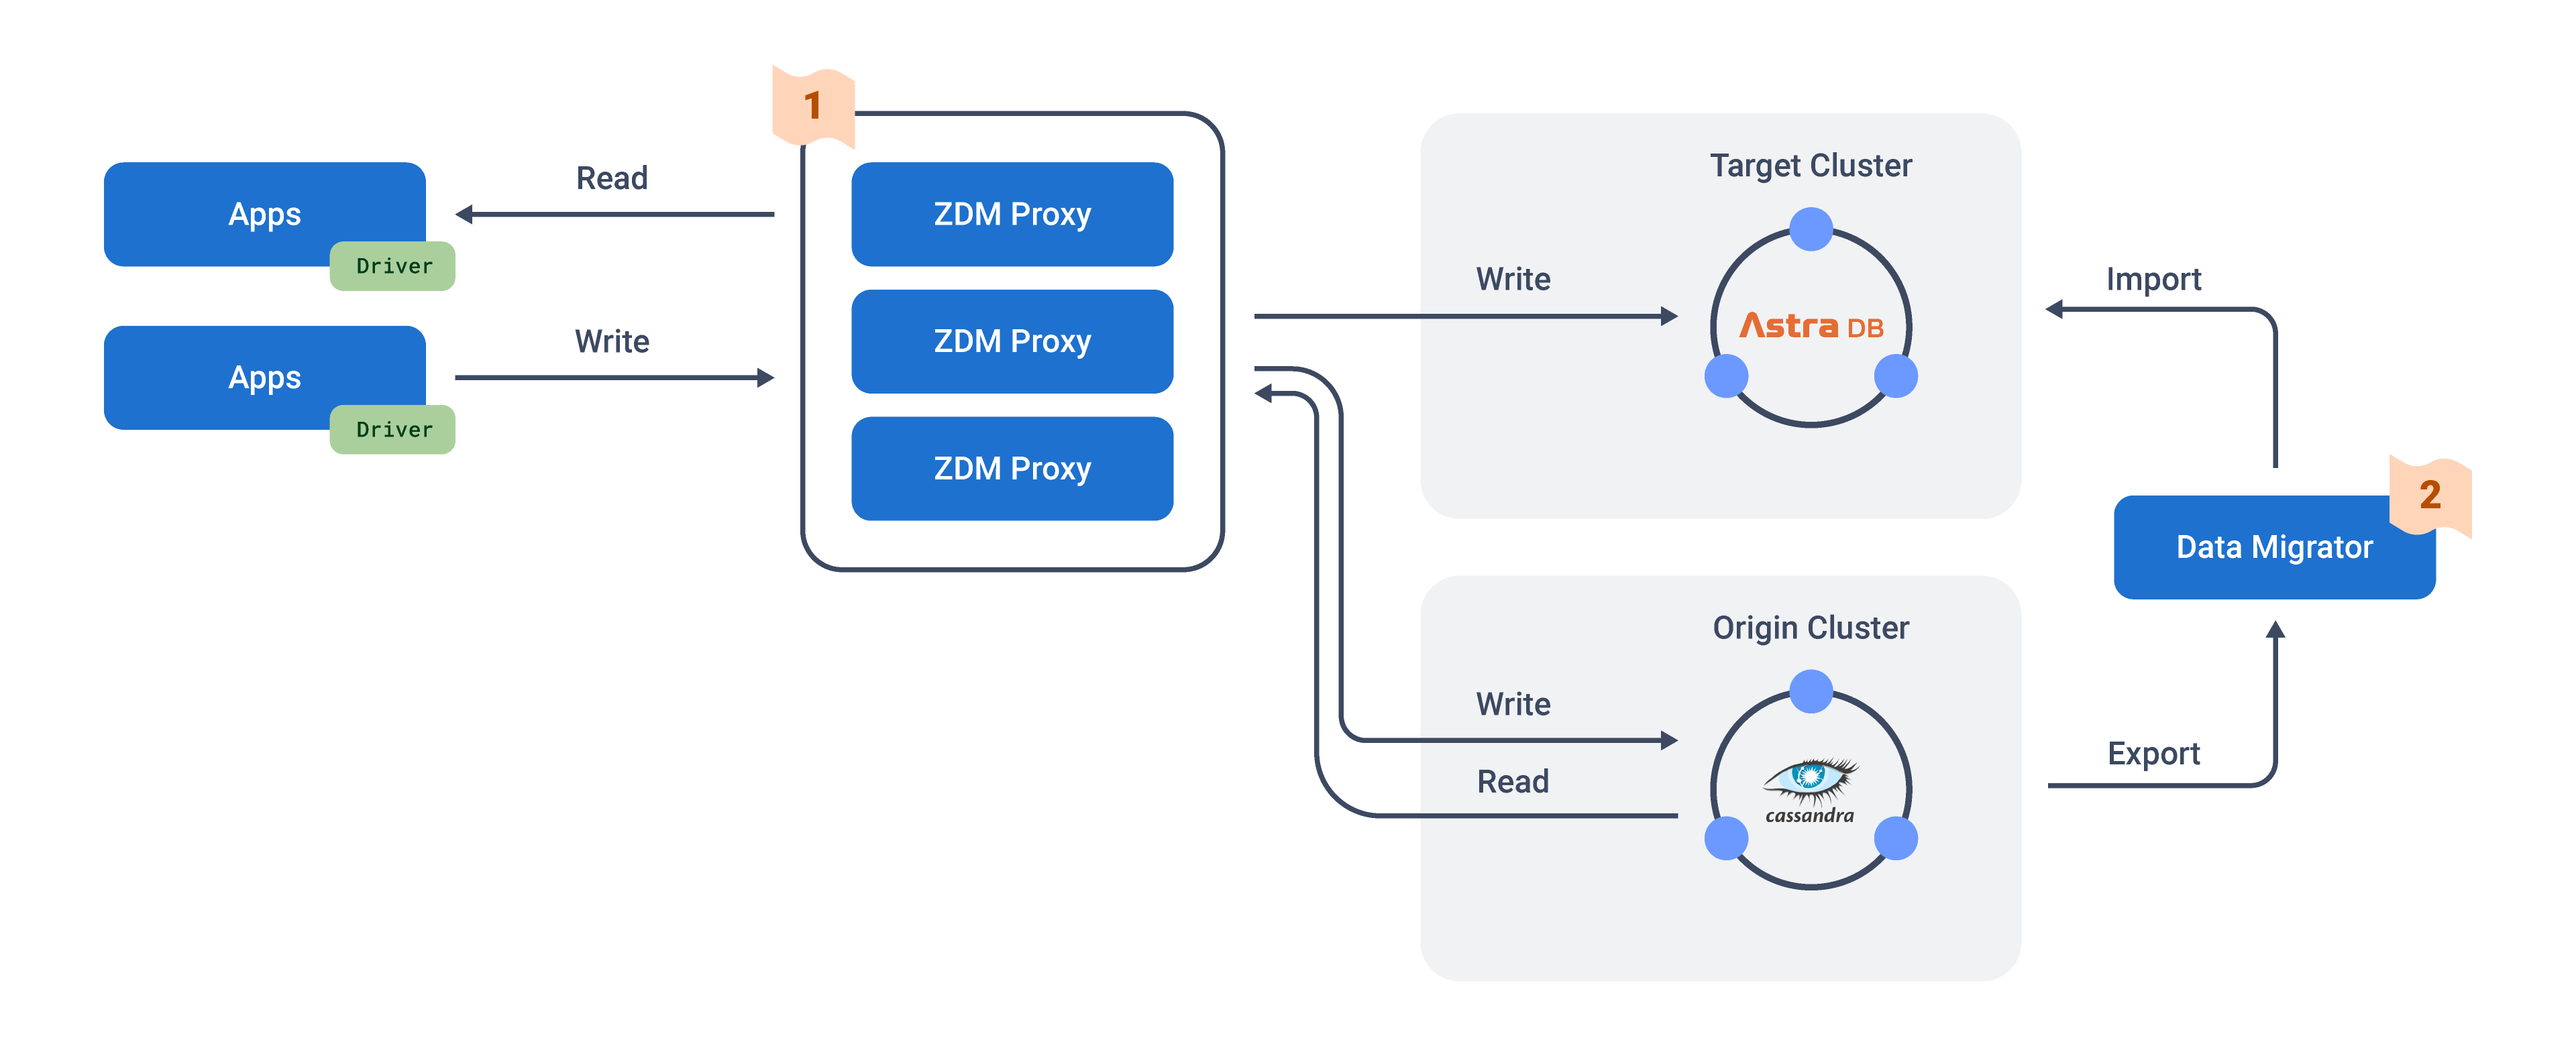 1
Apps
Driver
Read
Apps
Driver
Write
ZDM Proxy
ZDM Proxy
ZDM Proxy
Target Cluster
Write
Astra DB
Origin Cluster
Write
Read
cassandra
Import
2
Data Migrator
Export